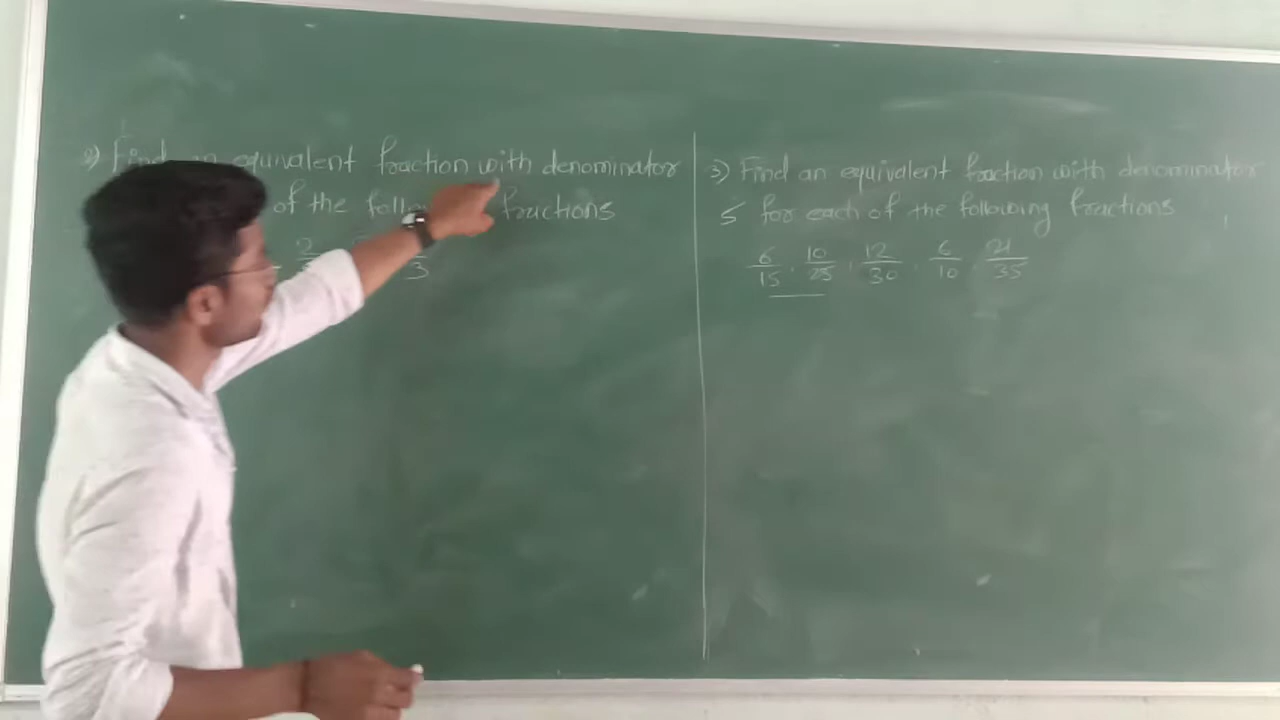 2) Find an equivalent fraction with denominator
of the fractions
2
3
3) Find an equivalent fraction with denominator
5 for each of the following fractions
6/15, 10/25, 12/30, 6/10, 21/35